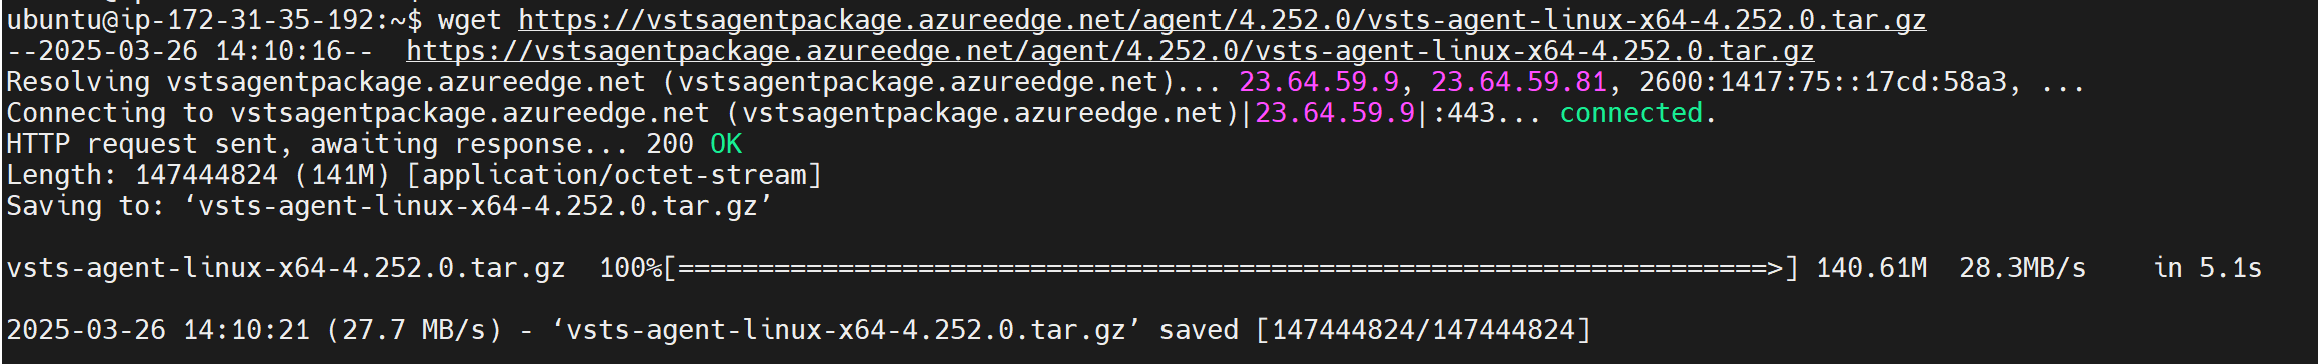 ubuntu@ip-172-31-35-192:~$ wget https://vstsagentpackage.azureedge.net/agent/4.252.0/vsts-agent-linux-x64-4.252.0.tar.gz
--2025-03-26 14:10:16--  https://vstsagentpackage.azureedge.net/agent/4.252.0/vsts-agent-linux-x64-4.252.0.tar.gz
Resolving vstsagentpackage.azureedge.net (vstsagentpackage.azureedge.net)... 23.64.59.9, 23.64.59.81, 2600:1417:75::17cd:58a3, ...
Connecting to vstsagentpackage.azureedge.net (vstsagentpackage.azureedge.net)|23.64.59.9|:443... connected.
HTTP request sent, awaiting response... 200 OK
Length: 147444824 (141M) [application/octet-stream]
Saving to: ‘vsts-agent-linux-x64-4.252.0.tar.gz’
vsts-agent-linux-x64-4.252.0.tar.gz  100%[====================================================================>] 140.61M  28.3MB/s    in 5.1s
2025-03-26 14:10:21 (27.7 MB/s) - ‘vsts-agent-linux-x64-4.252.0.tar.gz’ saved [147444824/147444824]